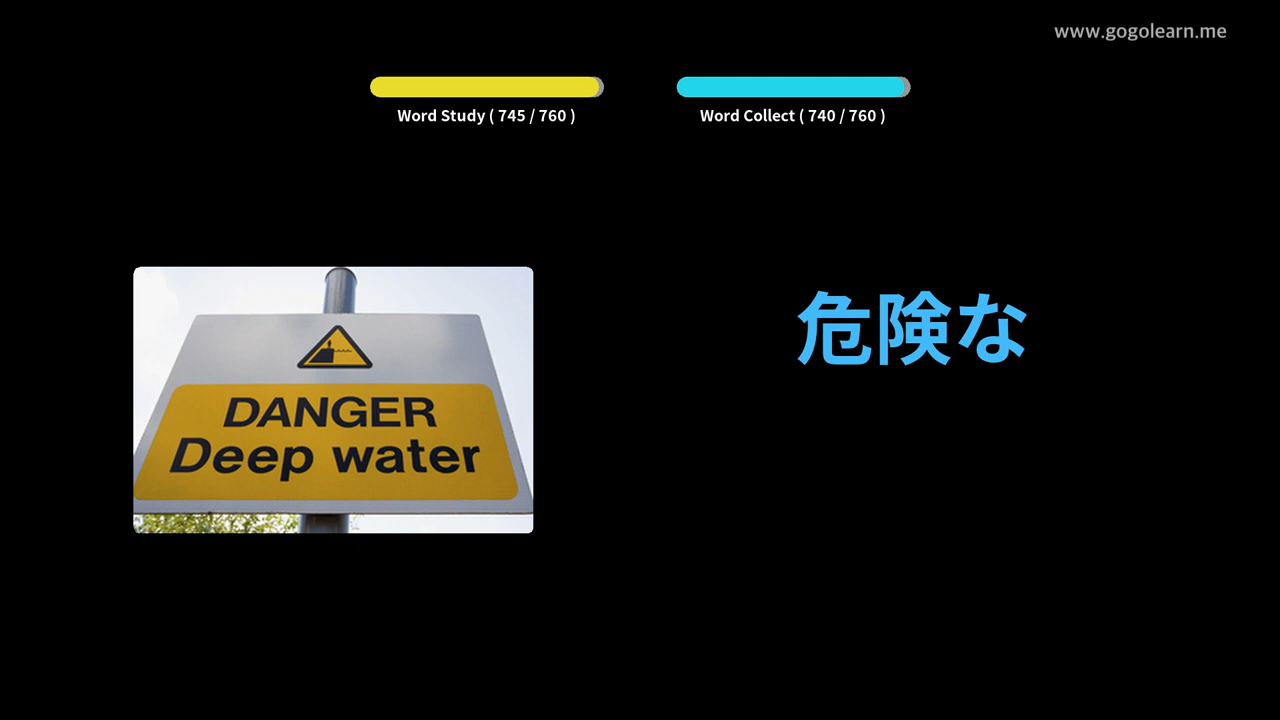 www.gogolearn.me
Word Study ( 745 / 760 )
Word Collect ( 740 / 760 )
DANGER
Deep water
危険な